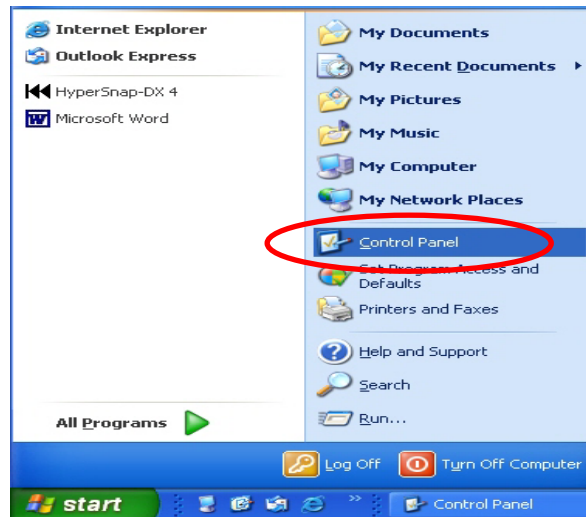 Internet Explorer
Outlook Express
HyperSnap-DX 4
Microsoft Word
All Programs
My Documents
My Recent Documents
My Pictures
My Music
My Computer
My Network Places
Control Panel
Set Program Access and
Defaults
Printers and Faxes
Help and Support
Search
Run...
Log Off
Turn Off Computer
start
Control Panel